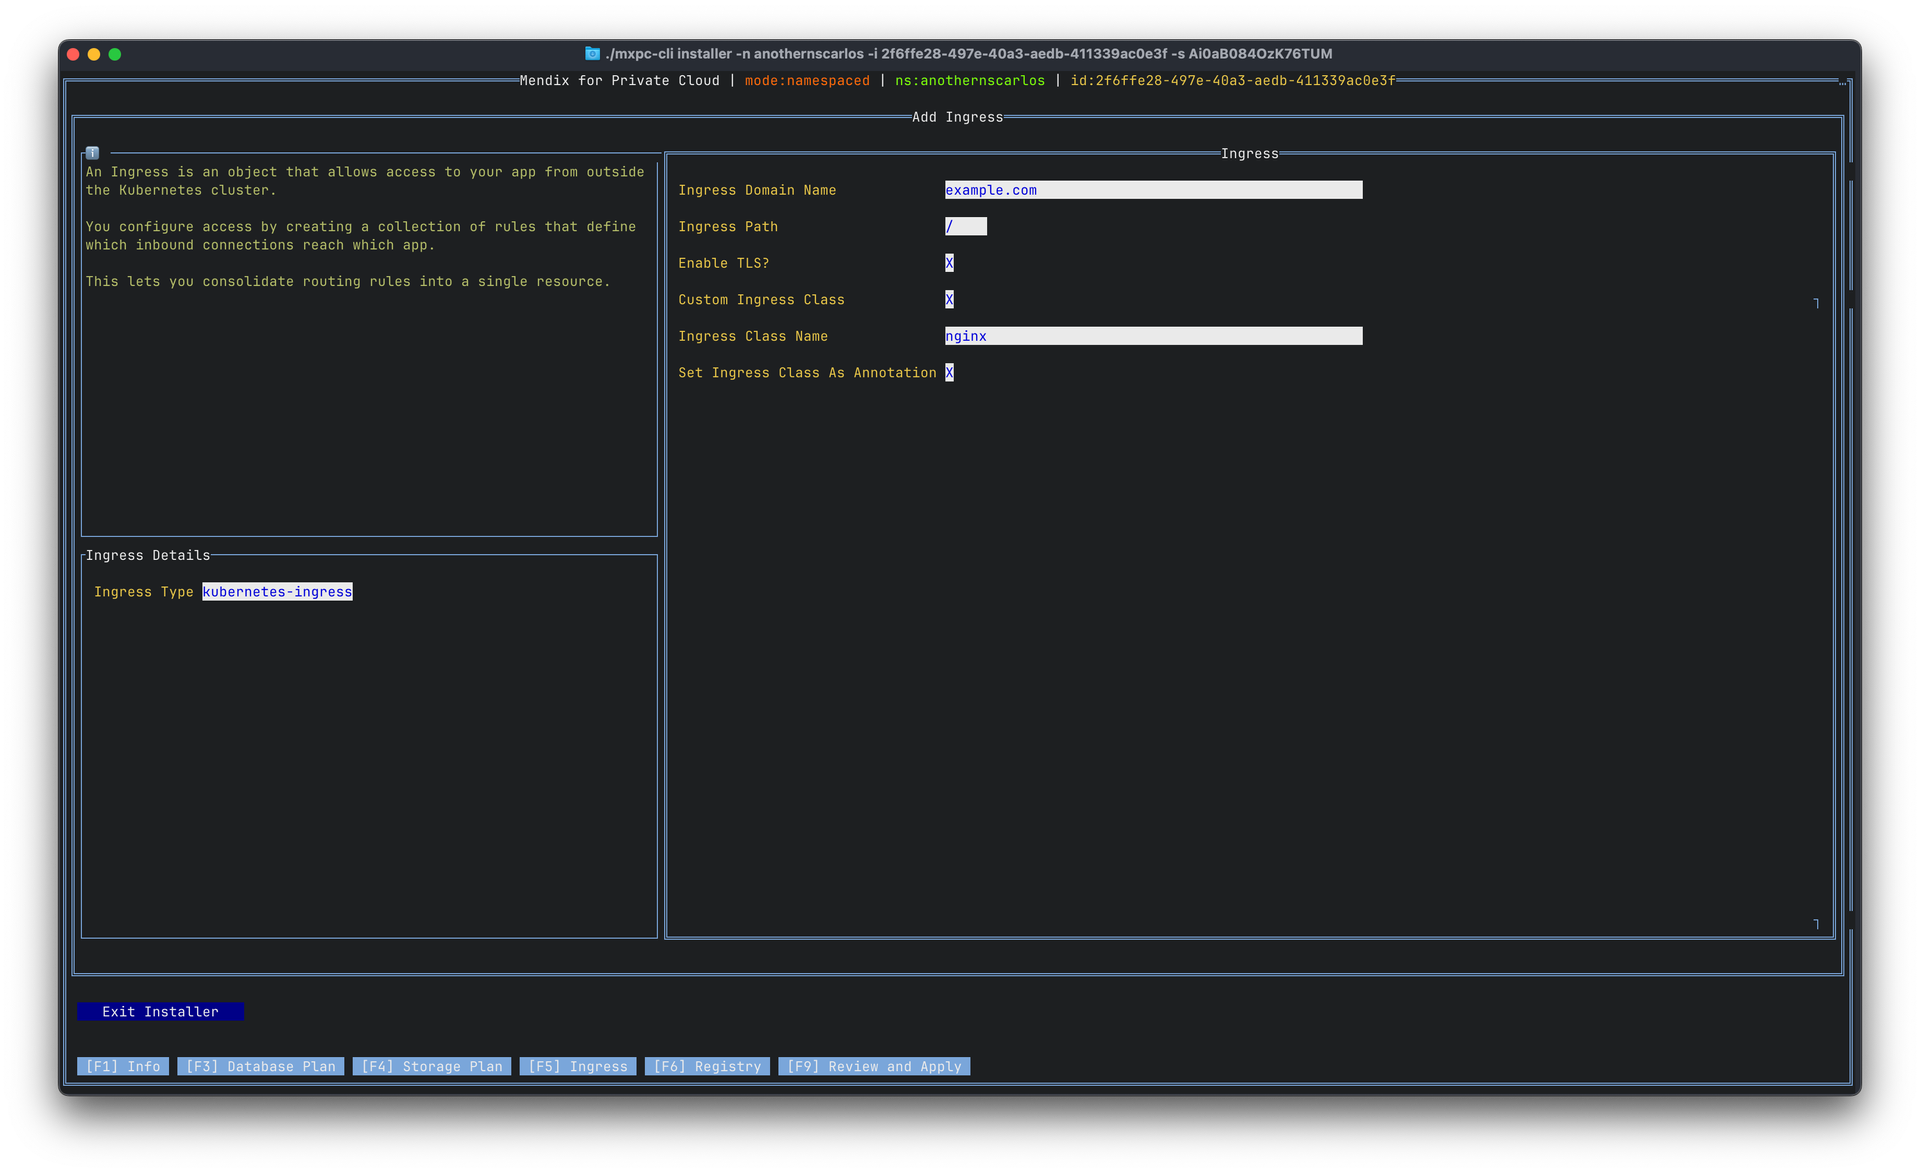 ./mxpc-cli installer -n anothernscarlos -i 2f6ffe28-497e-40a3-aedb-411339ac0e3f -s Ai0aB084OzK76TUM
Mendix for Private Cloud | mode:namespaced | ns:anothernscarlos | id:2f6ffe28-497e-40a3-aedb-411339ac0e3f …
Add Ingress
An Ingress is an object that allows access to your app from outside
the Kubernetes cluster.
You configure access by creating a collection of rules that define
which inbound connections reach which app.
This lets you consolidate routing rules into a single resource.
Ingress Details
Ingress Type kubernetes-ingress
Ingress
Ingress Domain Name example.com
Ingress Path /
Enable TLS? X
Custom Ingress Class X
Ingress Class Name nginx
Set Ingress Class As Annotation X
Exit Installer
[F1] Info [F3] Database Plan [F4] Storage Plan [F5] Ingress [F6] Registry [F9] Review and Apply